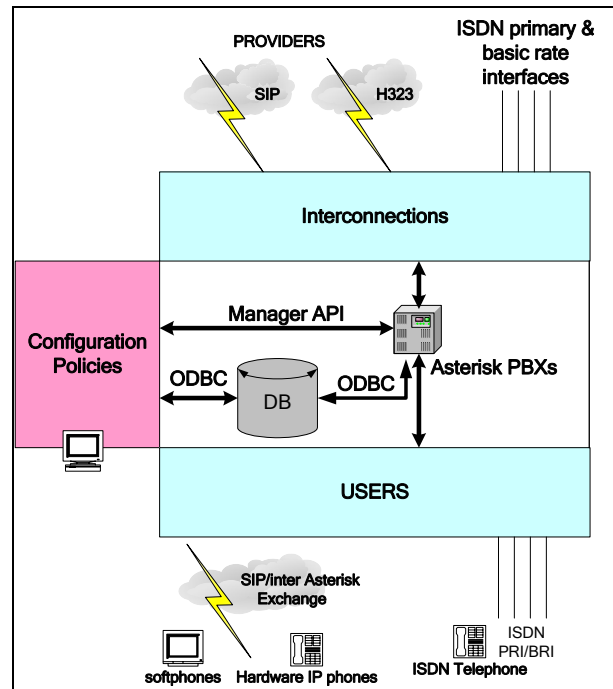 PROVIDERS
SIP
H323
ISDN primary &
basic rate
interfaces
Interconnections
Configuration
Policies
Manager API
ODBC
DB
ODBC
Asterisk PBXs
USERS
SIP/inter Asterisk
Exchange
softphones
Hardware IP phones
ISDN
PRI/BRI
ISDN Telephone